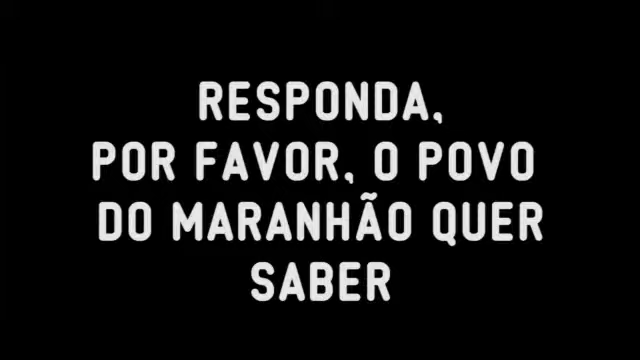 RESPONDA,
POR FAVOR, O POVO
DO MARANHÃO QUER
SABER